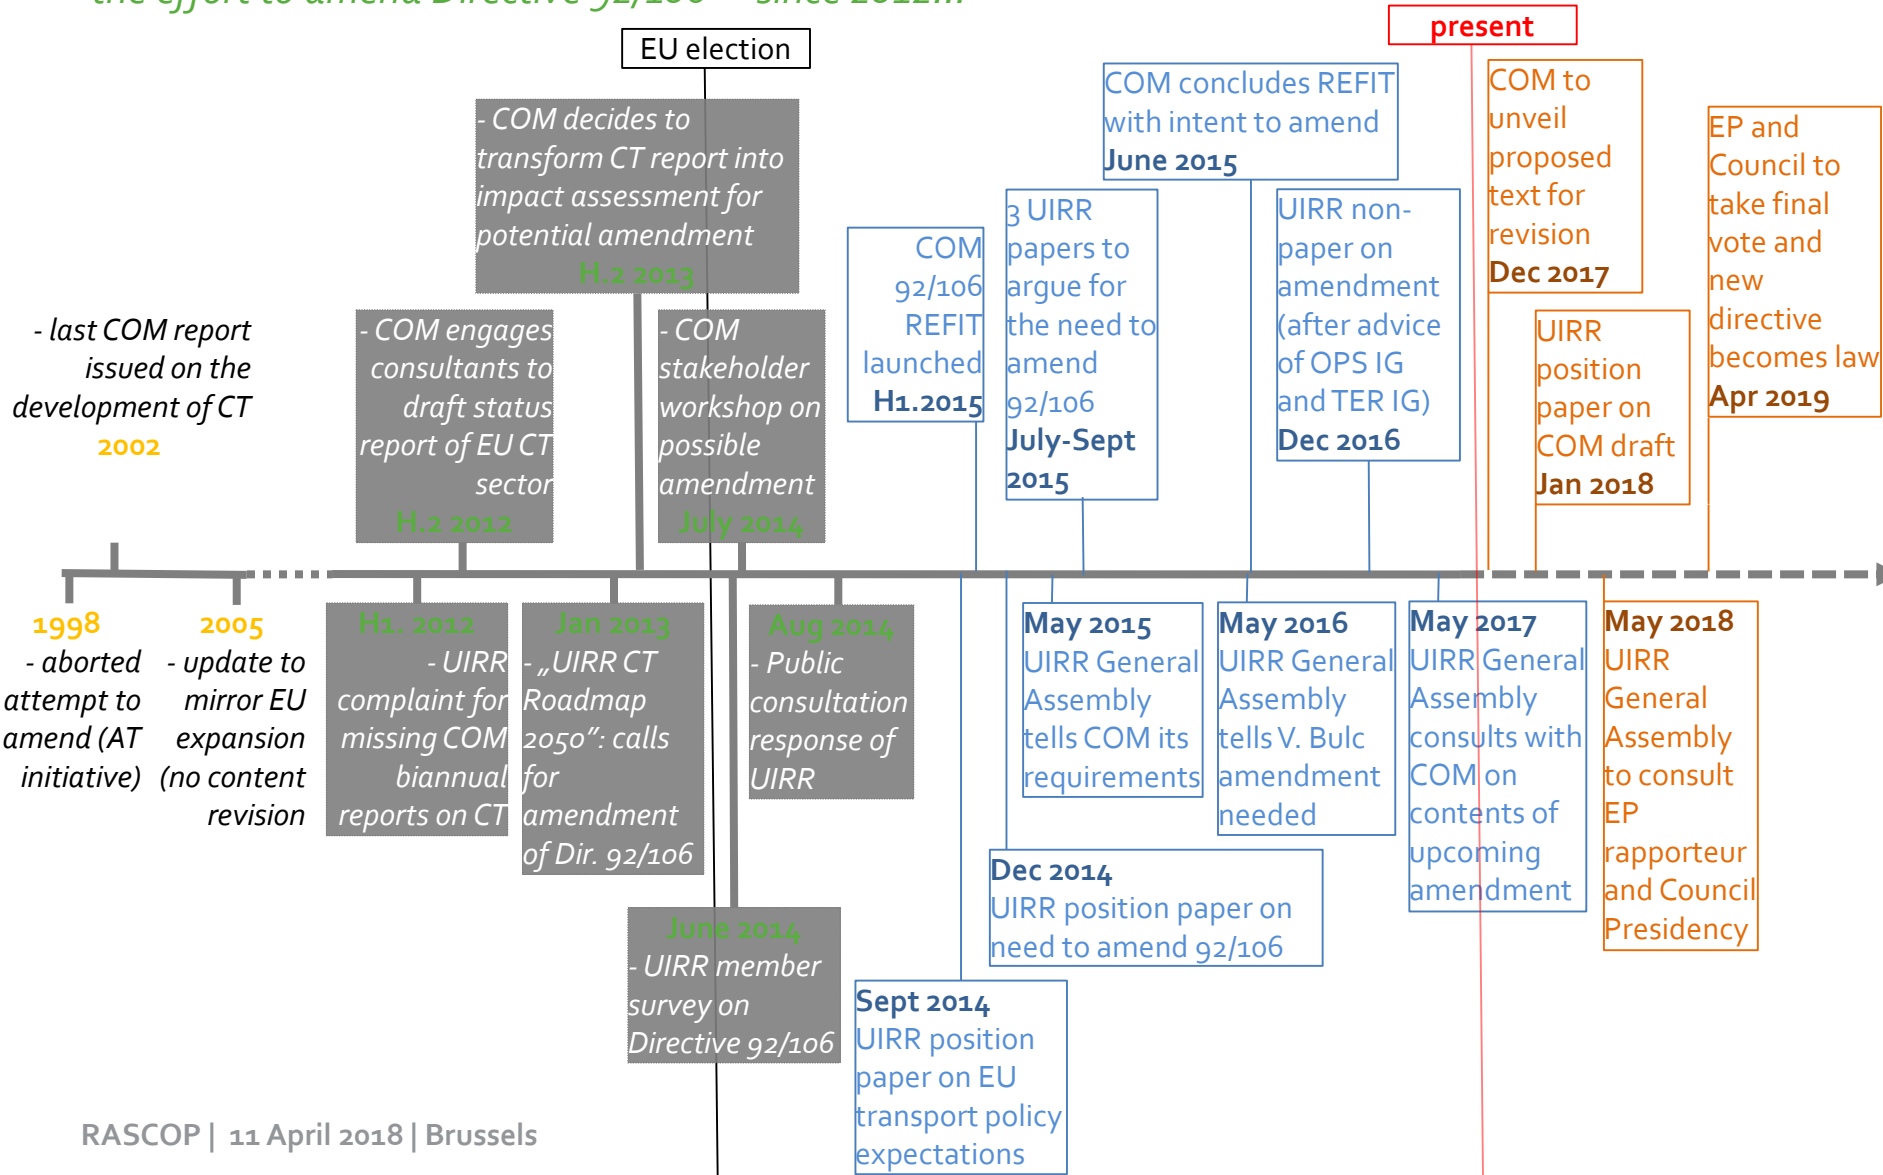 the effort to amend Directive 92/106 – since 2012...
EU election
present
- COM decides to
transform CT report into
impact assessment for
potential amendment
H.2 2013
COM concludes REFIT
with intent to amend
June 2015
COM to
unveil
proposed
text for
revision
Dec 2017
EP and
Council to
take final
vote and
new
directive
becomes law
Apr 2019
- last COM report
issued on the
development of CT
2002
- COM engages
consultants to
draft status
report of EU CT
sector
H.2 2012
- COM
stakeholder
workshop on
possible
amendment
July 2014
COM
92/106
REFIT
launched
H1.2015
3 UIRR
papers to
argue for
the need to
amend
92/106
July-Sept
2015
UIRR non-
paper on
amendment
(after advice
of OPS IG
and TER IG)
Dec 2016
UIRR
position
paper on
COM draft
Jan 2018
1998
- aborted
attempt to
amend (AT
initiative)
2005
- update to
mirror EU
expansion
(no content
revision
H1. 2012
- UIRR
complaint for
missing COM
biannual
reports on CT
Jan 2013
- „UIRR CT
Roadmap
2050”: calls
for
amendment
of Dir. 92/106
Aug 2014
- Public
consultation
response of
UIRR
May 2015
UIRR General
Assembly
tells COM its
requirements
May 2016
UIRR General
Assembly
tells V. Bulc
amendment
needed
May 2017
UIRR General
Assembly
consults with
COM on
contents of
upcoming
amendment
May 2018
UIRR
General
Assembly
to consult
EP
rapporteur
and Council
Presidency
Dec 2014
UIRR position paper on
need to amend 92/106
June 2014
- UIRR member
survey on
Directive 92/106
Sept 2014
UIRR position
paper on EU
transport policy
expectations
RASCOP | 11 April 2018 | Brussels